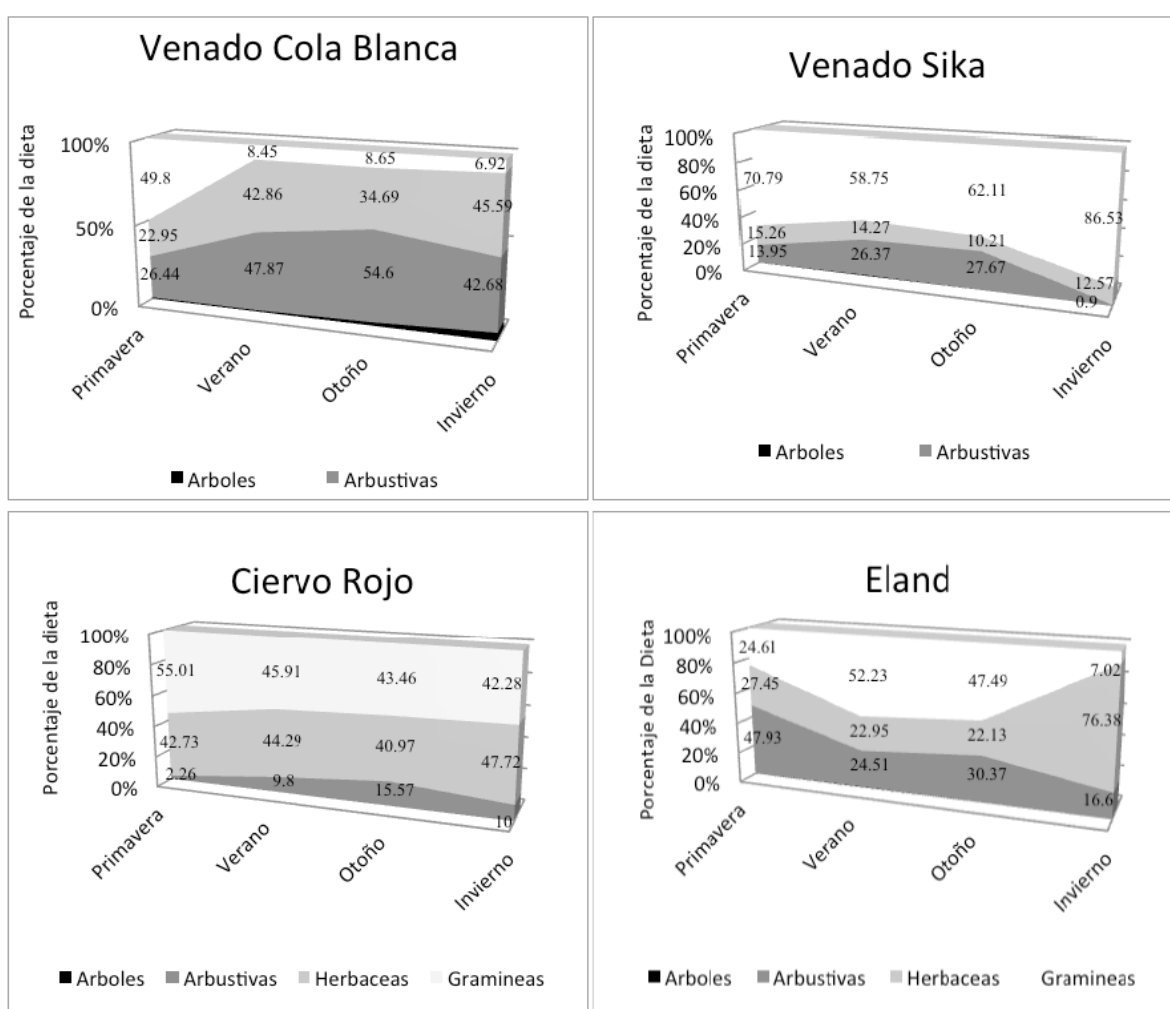 Venado Cola Blanca
Porcentaje de la dieta
100%
50%
0%
49.8
8.45
8.65
6.92
22.95
42.86
34.69
45.59
26.44
47.87
54.6
42.68
Primavera
Verano
Otoño
Invierno
Arboles
Arbustivas
Venado Sika
Porcentaje de la dieta
100%
80%
60%
40%
20%
0%
70.79
58.75
62.11
86.53
15.26
14.27
10.21
12.57
13.95
26.37
27.67
0.9
Primavera
Verano
Otoño
Invierno
Arboles
Arbustivas
Ciervo Rojo
Porcentaje de la dieta
100%
80%
60%
40%
20%
0%
55.01
45.91
43.46
42.28
42.73
44.29
40.97
47.72
2.26
9.8
15.57
10
Primavera
Verano
Otoño
Invierno
Arboles
Arbustivas
Herbaceas
Gramineas
Eland
Porcentaje de la Dieta
100%
80%
60%
40%
20%
0%
24.61
52.23
47.49
7.02
27.45
22.95
22.13
76.38
47.93
24.51
30.37
16.6
Primavera
Verano
Otoño
Invierno
Arboles
Arbustivas
Herbaceas
Gramineas